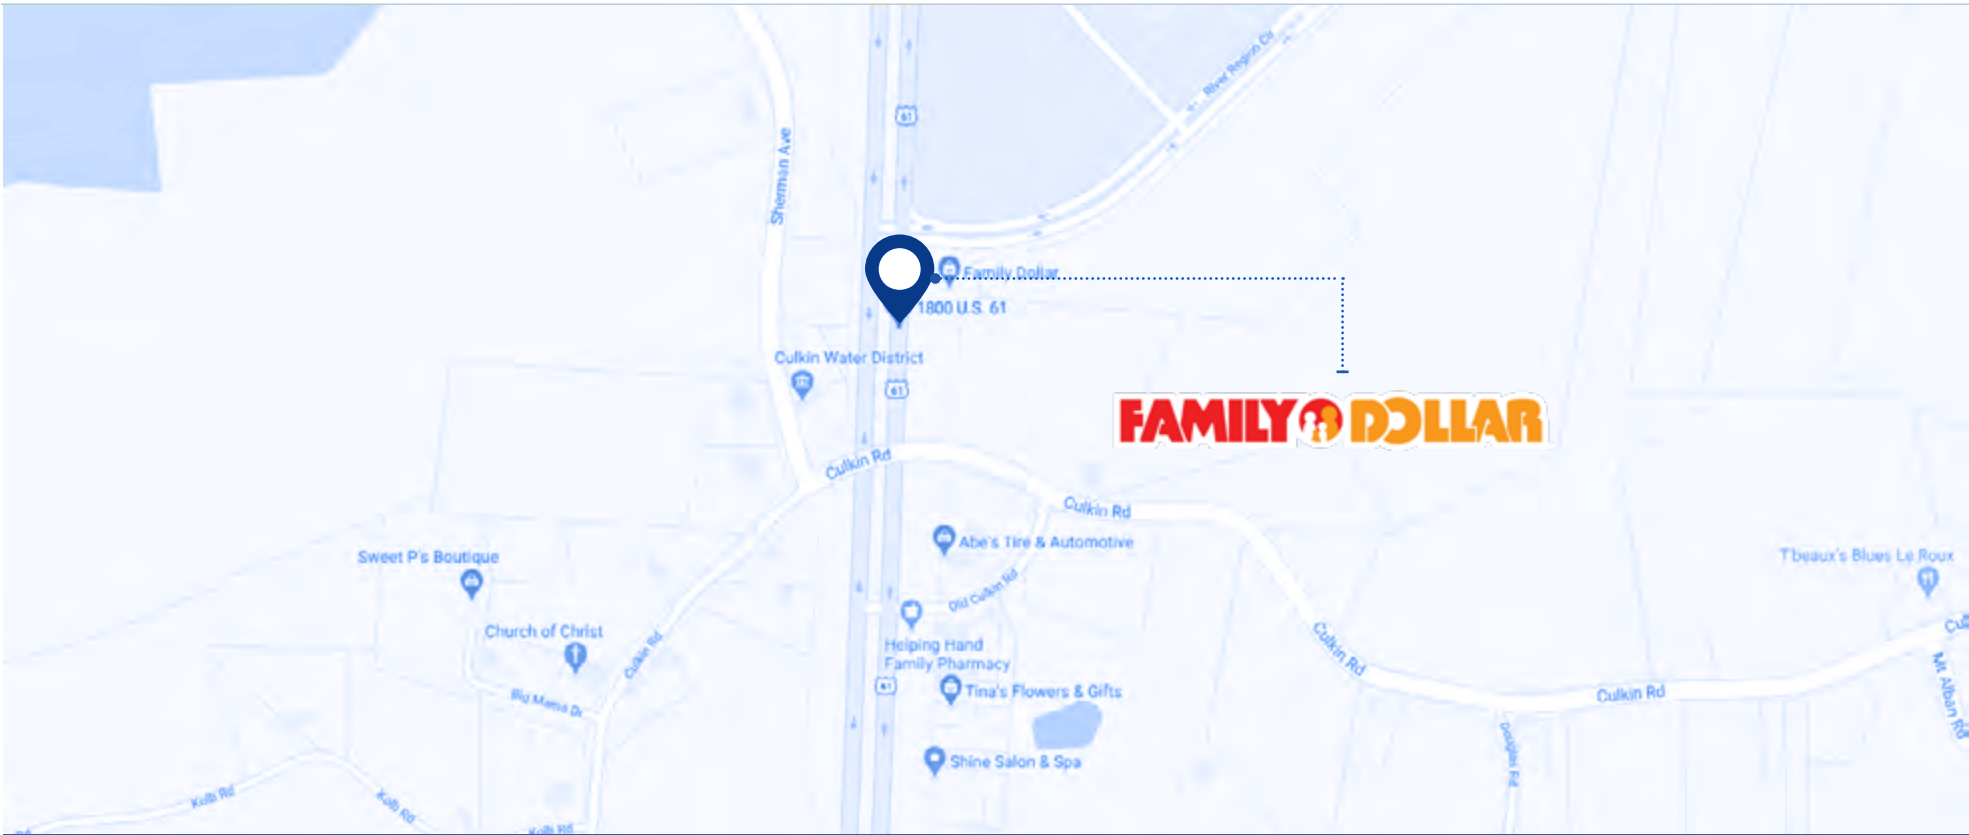 River Region Cir
61
Sherman Ave
Family Dollar
1800 U.S. 61
Culkin Water District
61
FAMILY DOLLAR
Culkin Rd
Culkin Rd
Abe's Tire & Automotive
Sweet P's Boutique
T'beaux's Blues Le Roux
Old Culkin Rd
Church of Christ
Culkin Rd
Helping Hand
Family Pharmacy
Culkin Rd
61
Tina's Flowers & Gifts
Culkin Rd
Mt Alban Rd
Big Mama Dr
Douglas Rd
Shine Salon & Spa
Kolb Rd
Kolb Rd
Kolb Rd